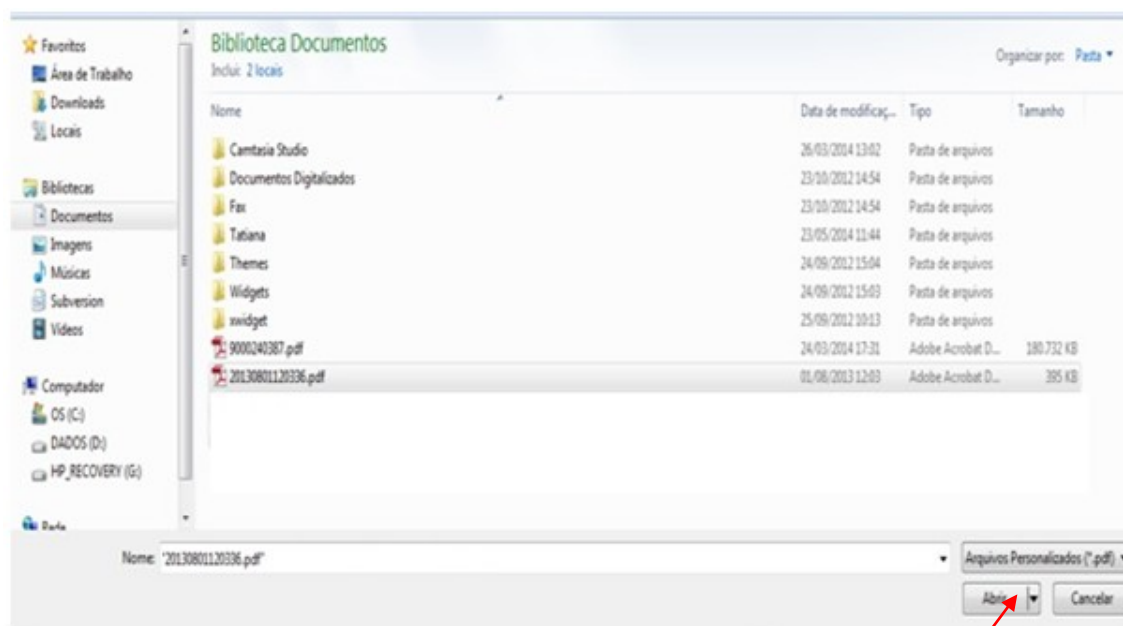 Favoritos
Área de Trabalho
Downloads
Locais
Bibliotecas
Documentos
Imagens
Músicas
Subversion
Vídeos
Computador
OS (C:)
DADOS (D:)
HP_RECOVERY (G:)
Biblioteca Documentos
Inclui: 2 locais
Organizar por: Pasta
Nome Data de modificaç... Tipo Tamanho
Camtasia Studio 26/03/2014 13:02 Pasta de arquivos
Documentos Digitalizados 23/10/2012 14:54 Pasta de arquivos
Fax 23/10/2012 14:54 Pasta de arquivos
Tatiana 23/05/2014 11:44 Pasta de arquivos
Themes 24/09/2012 15:04 Pasta de arquivos
Widgets 24/09/2012 15:03 Pasta de arquivos
xwidget 25/09/2012 10:13 Pasta de arquivos
9000240387.pdf 24/03/2014 17:31 Adobe Acrobat D... 180.732 KB
20130801120336.pdf 01/08/2013 12:03 Adobe Acrobat D... 395 KB
Nome: "20130801120336.pdf" Arquivos Personalizados (*.pdf)
Abrir Cancelar